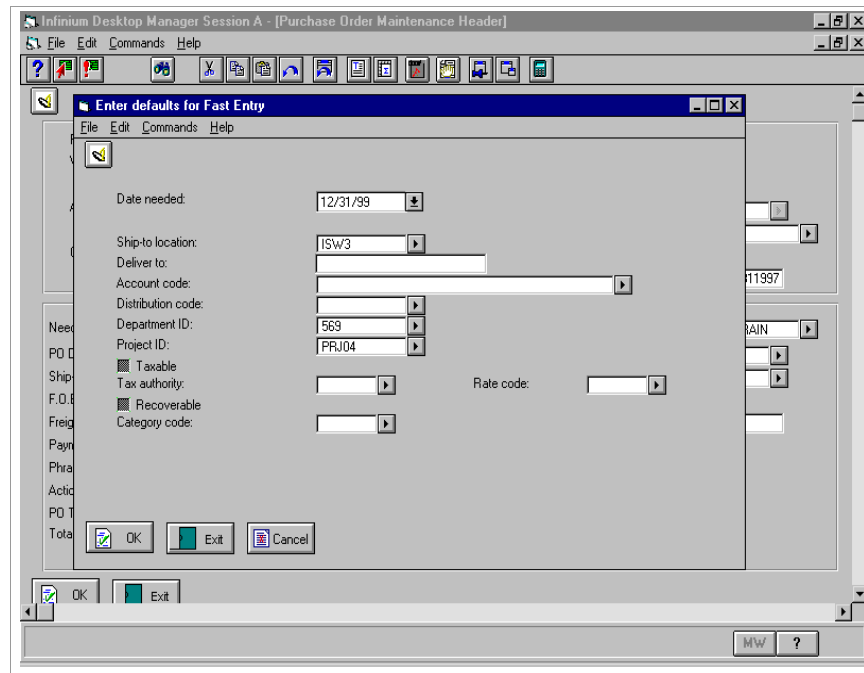 Infinium Desktop Manager Session A - [Purchase Order Maintenance Header]
File Edit Commands Help
Enter defaults for Fast Entry
File Edit Commands Help
Date needed: 12/31/99
Ship-to location: ISW3
Deliver to:
Account code:
Distribution code:
Department ID: 569
Project ID: PRJ04
Taxable
Tax authority: Rate code:
Recoverable
Category code:
OK Exit Cancel
311997
Need RAIN
PO D
Ship-
F.O.B
Freig
Paym
Phra
Actio
PO T
Tota
OK Exit
MW ?